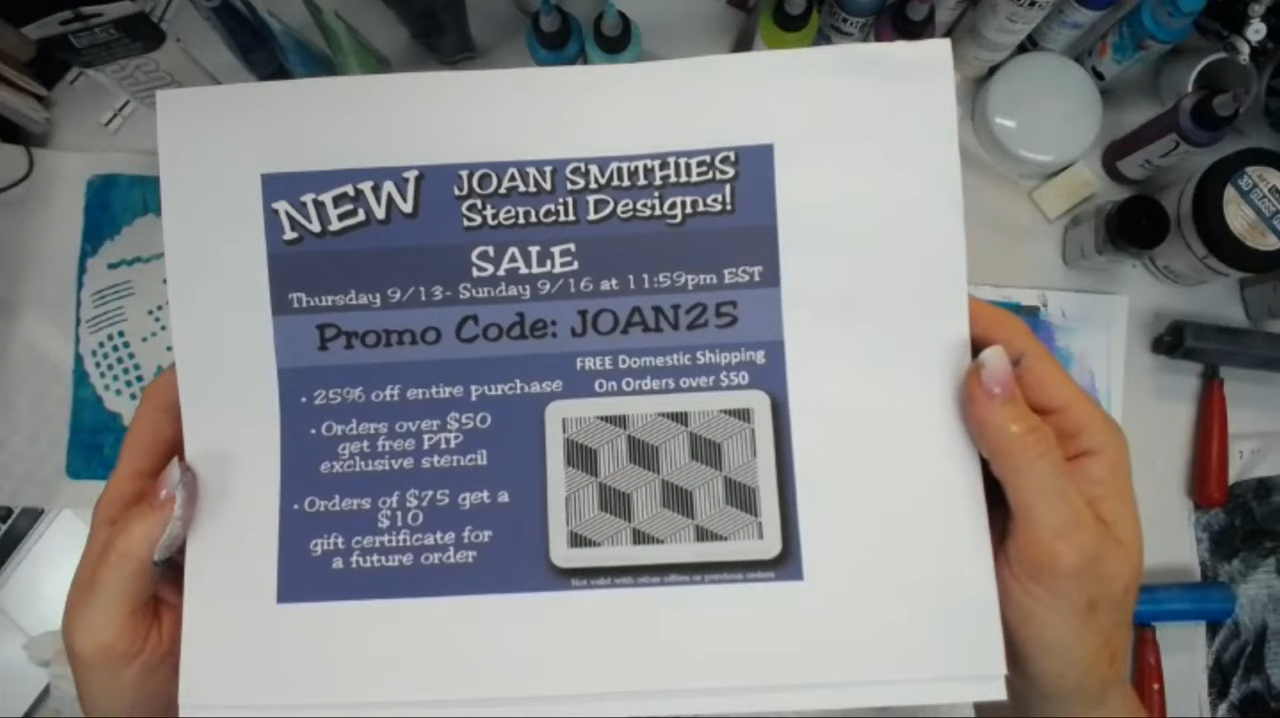 NEW JOAN SMITHIES
Stencil Designs!
SALE
Thursday 9/13- Sunday 9/16 at 11:59pm EST
Promo Code: JOAN25
FREE Domestic Shipping
On Orders over $50
• 25% off entire purchase
• Orders over $50
get free PTP
exclusive stencil
• Orders of $75 get a
$10
gift certificate for
a future order
Not valid with other offers or previous orders
3D GLOSS